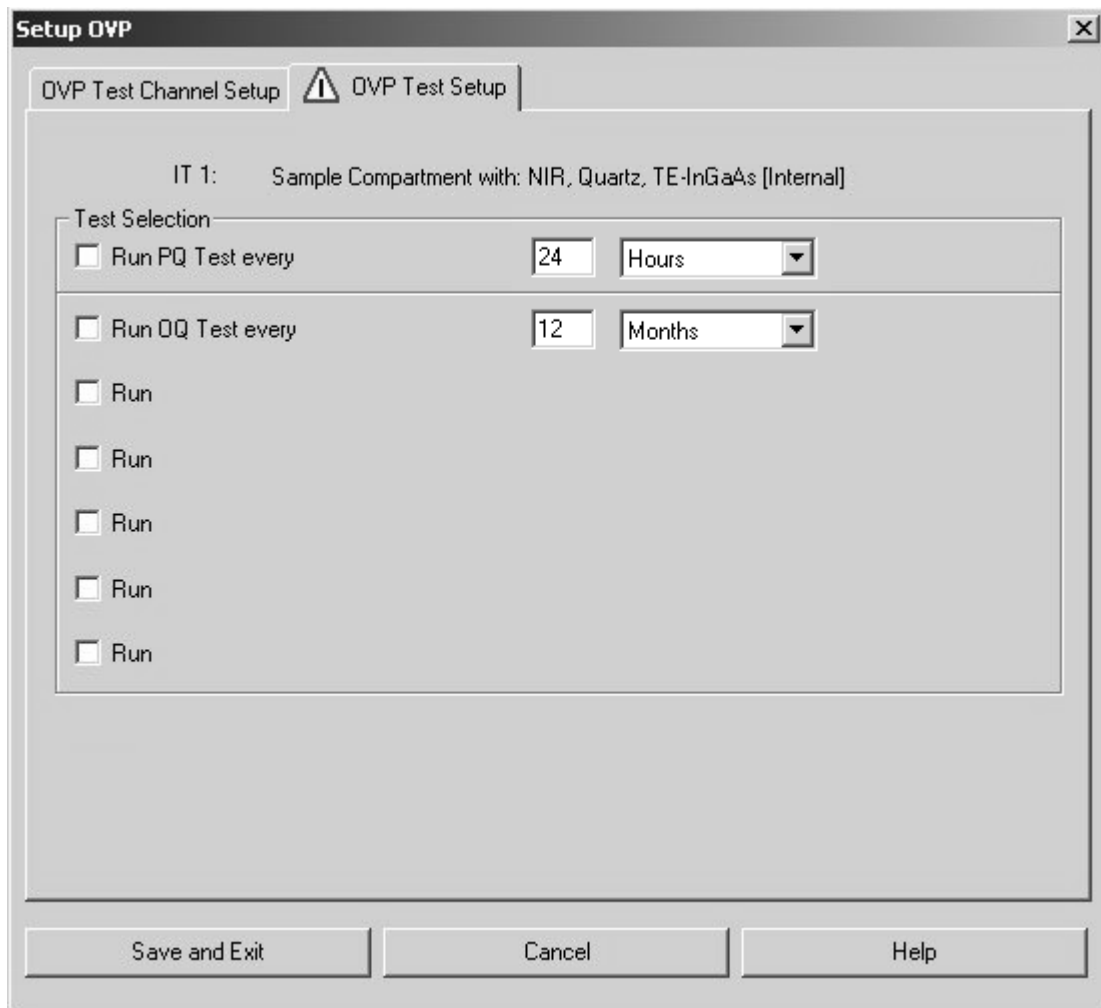 Setup OVP
OVP Test Channel Setup OVP Test Setup
IT 1: Sample Compartment with: NIR, Quartz, TE-InGaAs [Internal]
Test Selection
Run PQ Test every 24 Hours
Run OQ Test every 12 Months
Run
Run
Run
Run
Run
Save and Exit Cancel Help